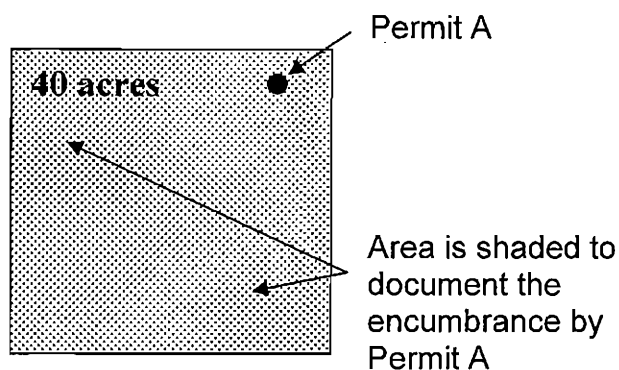 Permit A
40 acres
Area is shaded to
document the
encumbrance by
Permit A